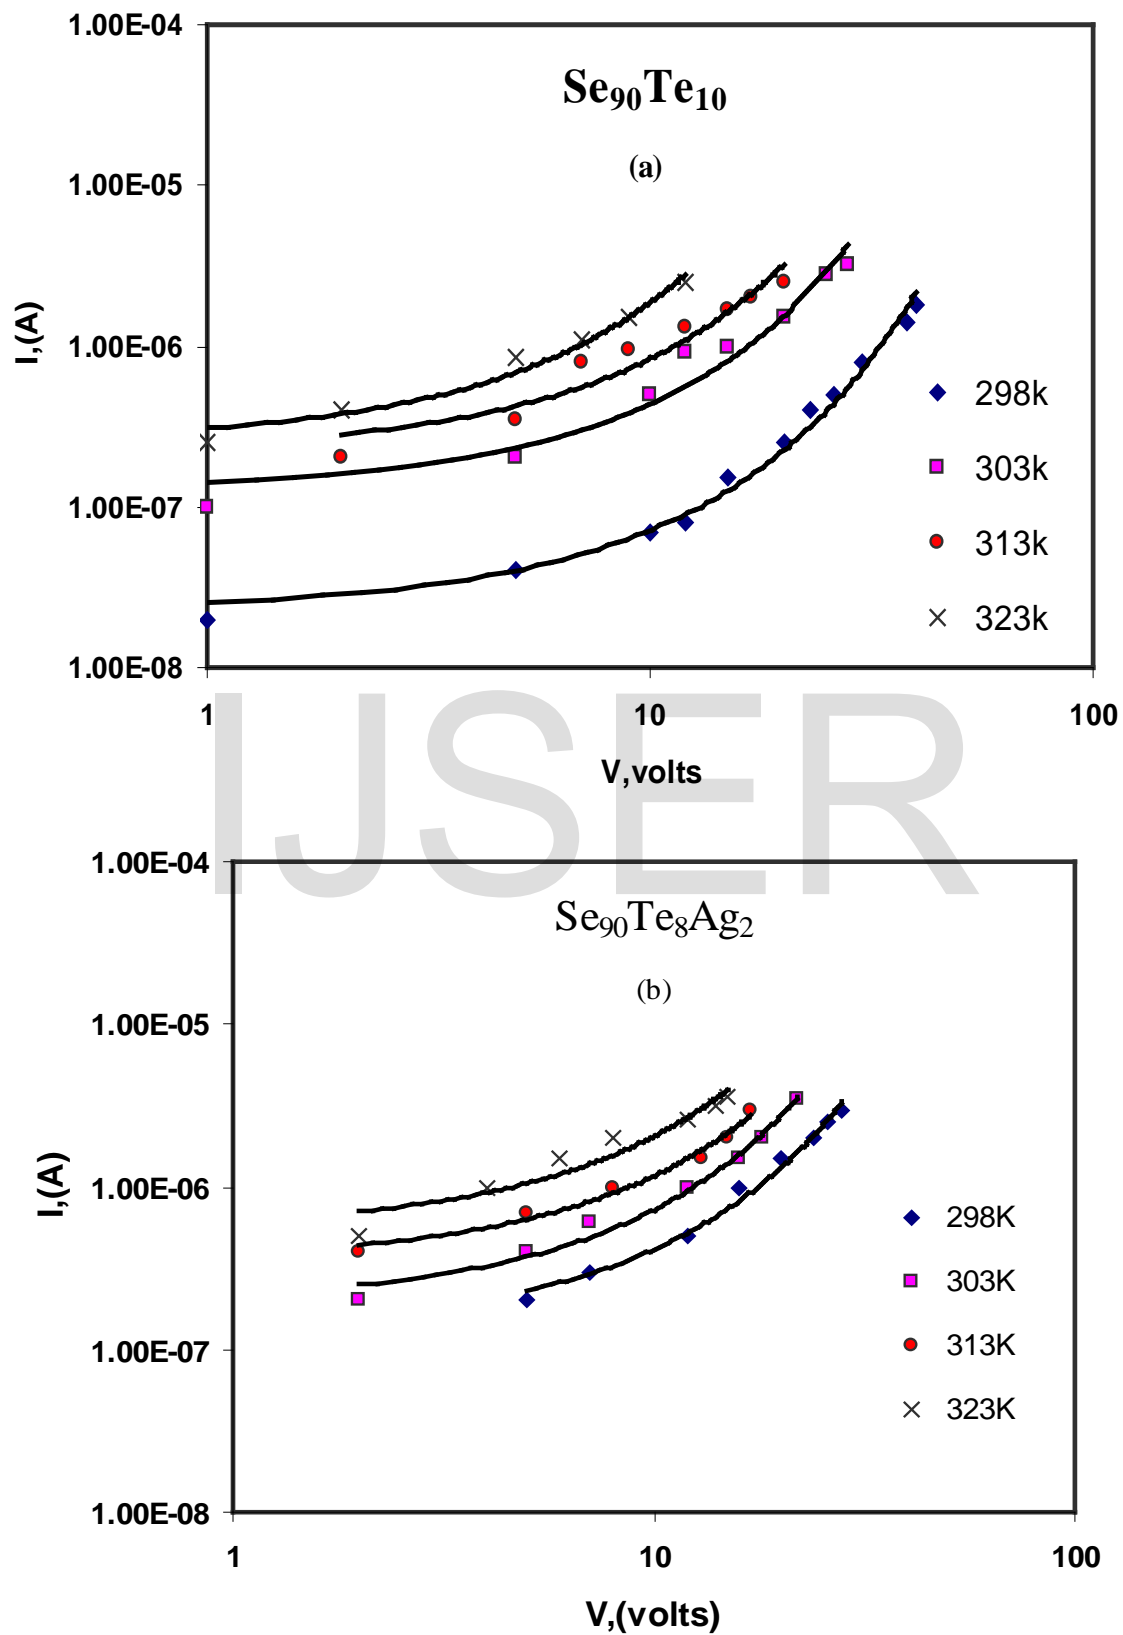 1.00E-04
Se90Te10
(a)
1.00E-05
I,(A)
1.00E-06
298k
303k
1.00E-07
313k
323k
1.00E-08
1 10 100
V,volts
IJSER
1.00E-04
Se90Te8Ag2
(b)
1.00E-05
I,(A)
1.00E-06
298K
303K
1.00E-07
313K
323K
1.00E-08
1 10 100
V,(volts)